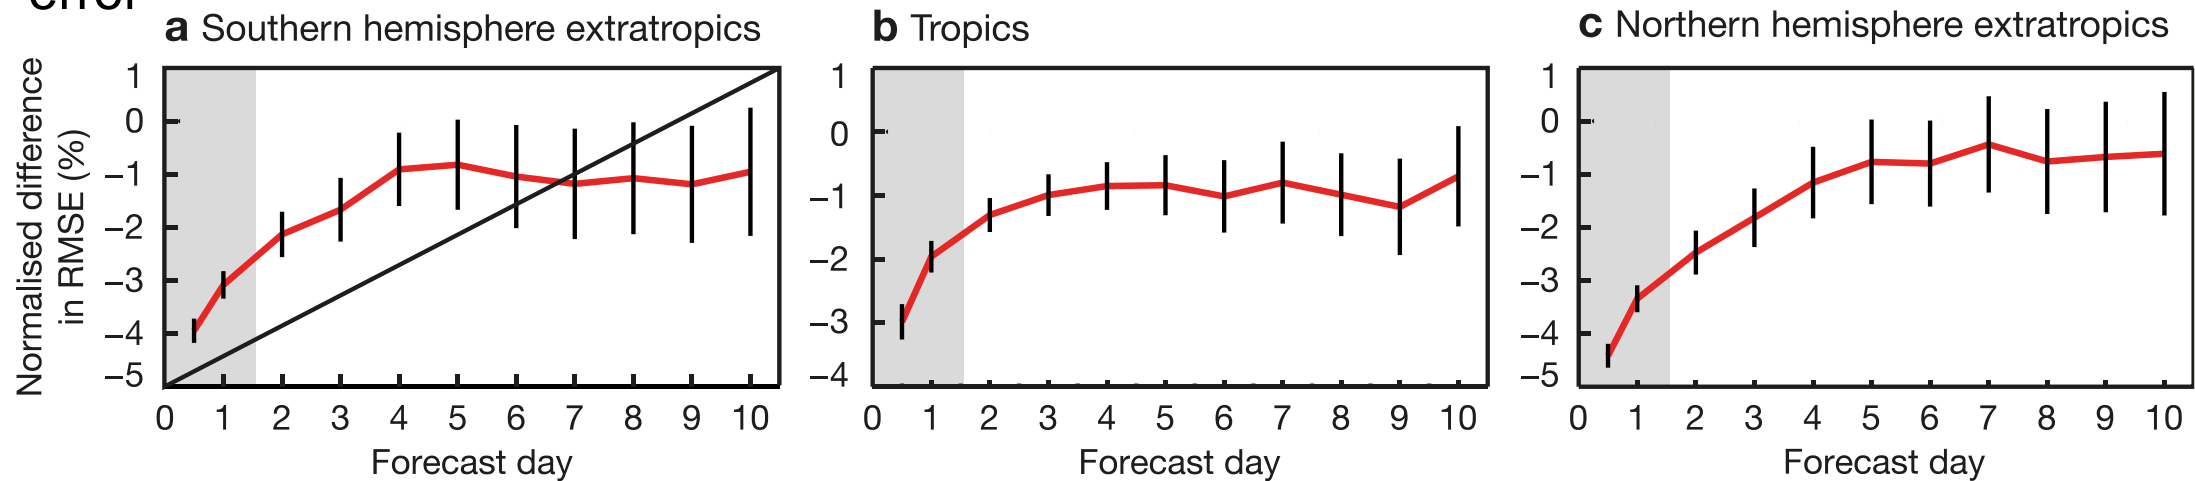 error
a Southern hemisphere extratropics
b Tropics
c Northern hemisphere extratropics
Normalised difference
in RMSE (%)
1
0
−1
−2
−3
−4
−5
0 1 2 3 4 5 6 7 8 9 10
Forecast day
1
0
−1
−2
−3
−4
0 1 2 3 4 5 6 7 8 9 10
Forecast day
1
0
−1
−2
−3
−4
−5
0 1 2 3 4 5 6 7 8 9 10
Forecast day